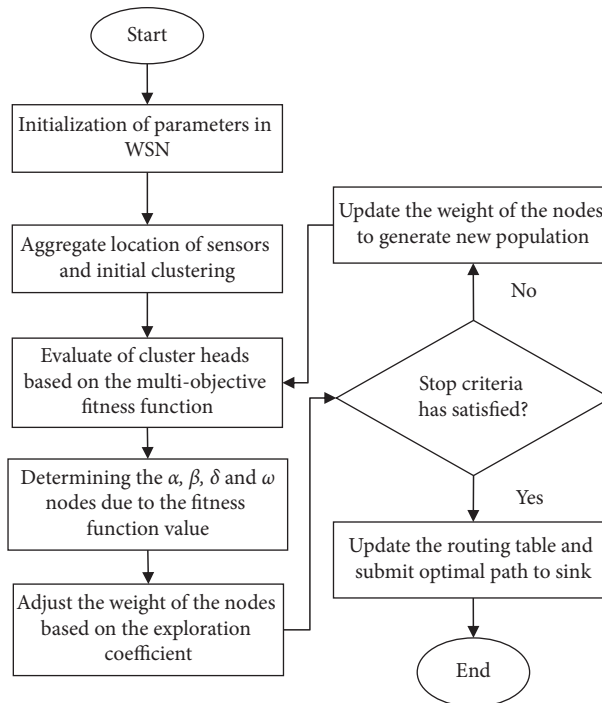 Start
Initialization of parameters in
WSN
Aggregate location of sensors
and initial clustering
Evaluate of cluster heads
based on the multi-objective
fitness function
Determining the α, β, δ and ω
nodes due to the fitness
function value
Adjust the weight of the nodes
based on the exploration
coefficient
Update the weight of the nodes
to generate new population
No
Stop criteria
has satisfied?
Yes
Update the routing table and
submit optimal path to sink
End